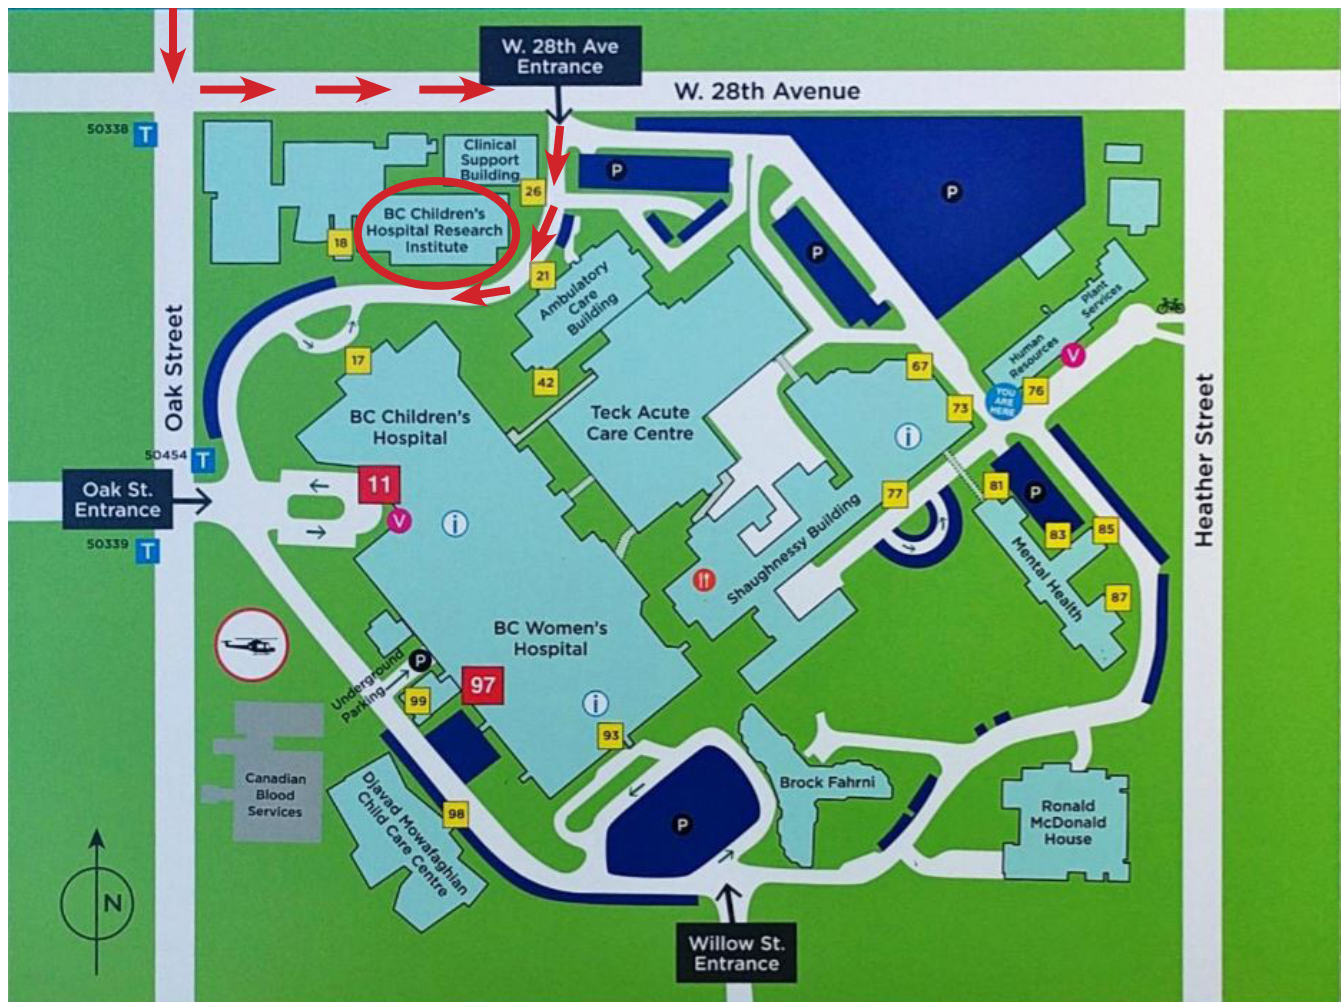 W. 28th Ave
Entrance
W. 28th Avenue
50338
T
Clinical
Support
Building
26
P
P
BC Children's
Hospital Research
Institute
18
21
P
Ambulatory
Care
Building
Plant
Services
Human
Resources
V
Oak Street
17
42
67
76
YOU
ARE
HERE
73
BC Children's
Hospital
Teck Acute
Care Centre
i
Heather Street
50454
T
Oak St.
Entrance
11
V
i
77
81
P
83
85
50339
T
Shaughnessy Building
Mental Health
87
BC Women's
Hospital
Underground
Parking
P
97
99
i
93
Canadian
Blood
Services
Djavad Mowafaghian
Child Care Centre
98
P
Brock Fahrni
Ronald
McDonald
House
N
Willow St.
Entrance